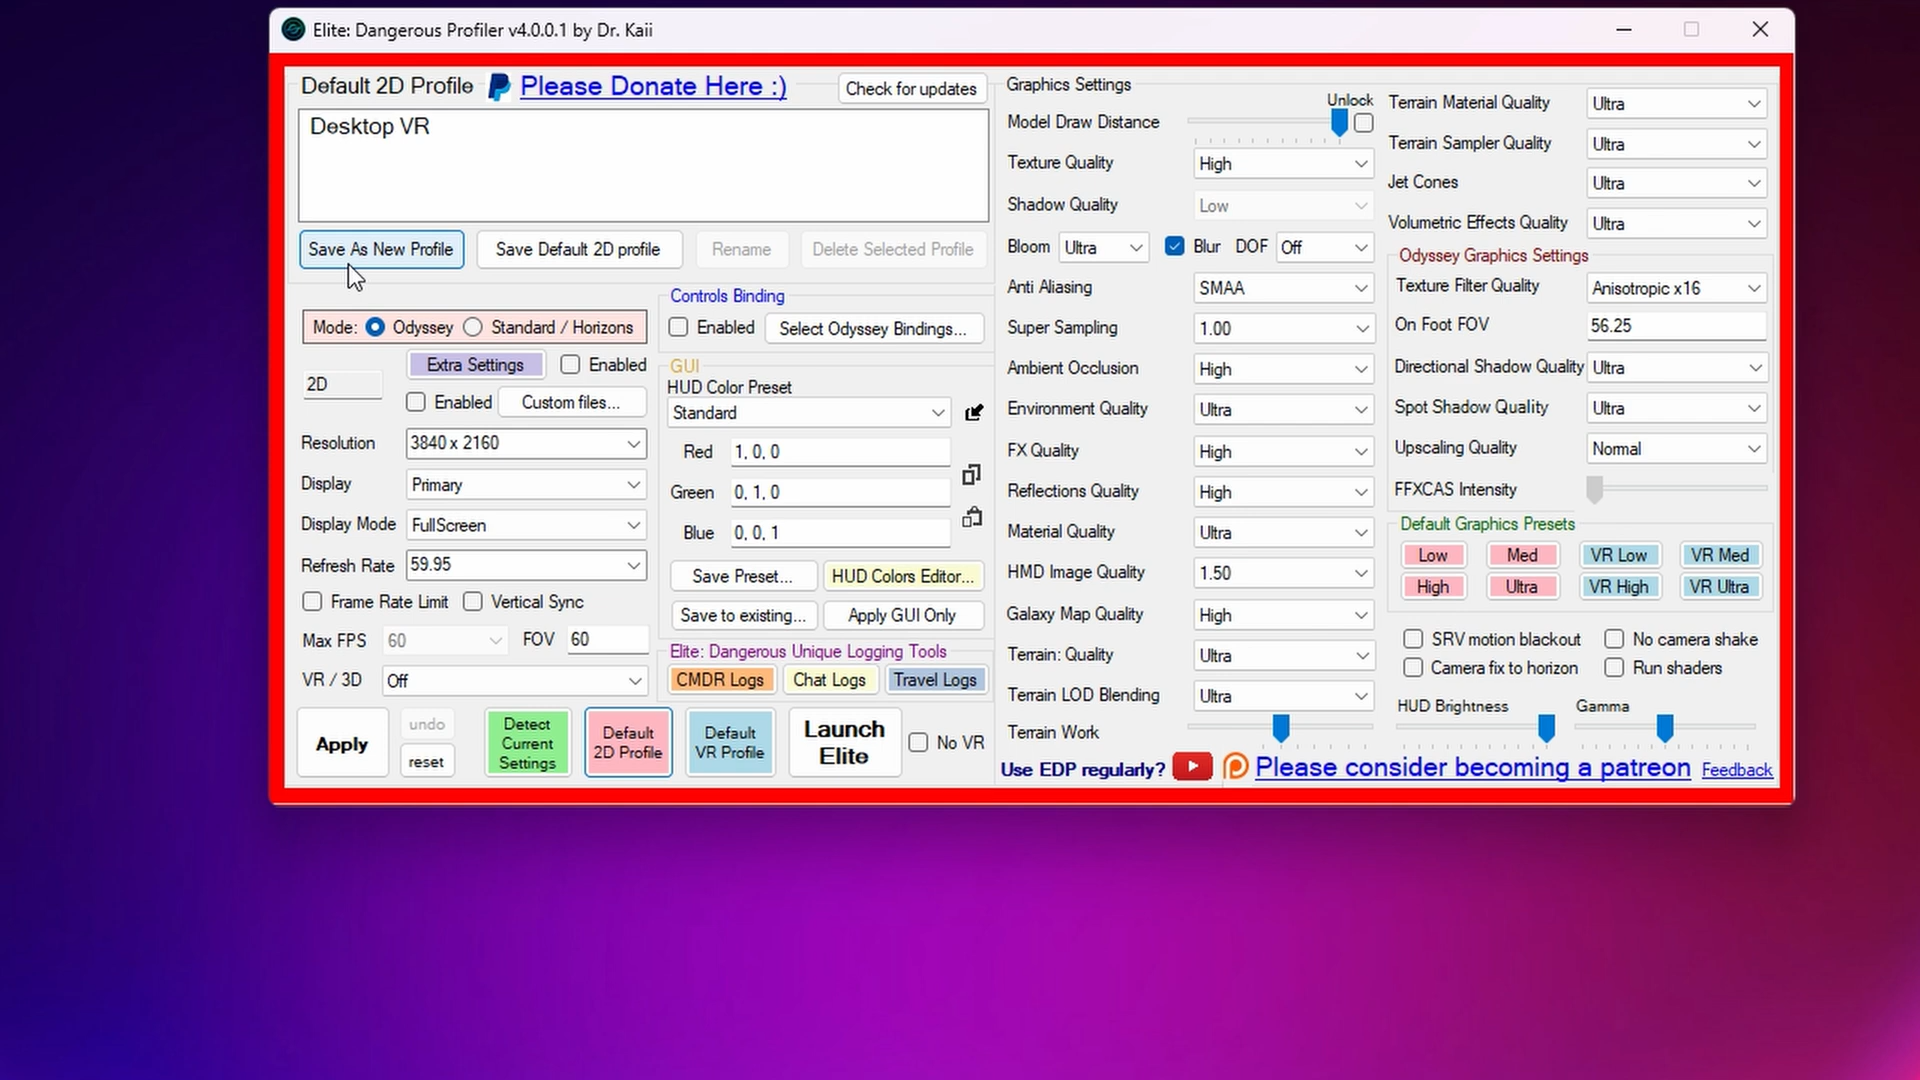 Elite: Dangerous Profiler v4.0.0.1 by Dr. Kaii
Default 2D Profile
Please Donate Here :)
Check for updates
Desktop VR
Save As New Profile
Save Default 2D profile
Rename
Delete Selected Profile
Mode: Odyssey Standard / Horizons
2D
Extra Settings
Enabled
Enabled
Custom files...
Resolution 3840 x 2160
Display Primary
Display Mode FullScreen
Refresh Rate 59.95
Frame Rate Limit Vertical Sync
Max FPS 60 FOV 60
VR / 3D Off
Controls Binding
Enabled Select Odyssey Bindings...
GUI
HUD Color Preset
Standard
Red 1, 0, 0
Green 0, 1, 0
Blue 0, 0, 1
Save Preset... HUD Colors Editor...
Save to existing... Apply GUI Only
Elite: Dangerous Unique Logging Tools
CMDR Logs Chat Logs Travel Logs
Apply
undo
reset
Detect
Current
Settings
Default
2D Profile
Default
VR Profile
Launch
Elite
No VR
Graphics Settings
Unlock
Model Draw Distance
Texture Quality High
Shadow Quality Low
Bloom Ultra Blur DOF Off
Anti Aliasing SMAA
Super Sampling 1.00
Ambient Occlusion High
Environment Quality Ultra
FX Quality High
Reflections Quality High
Material Quality Ultra
HMD Image Quality 1.50
Galaxy Map Quality High
Terrain: Quality Ultra
Terrain LOD Blending Ultra
Terrain Work
Terrain Material Quality Ultra
Terrain Sampler Quality Ultra
Jet Cones Ultra
Volumetric Effects Quality Ultra
Odyssey Graphics Settings
Texture Filter Quality Anisotropic x16
On Foot FOV 56.25
Directional Shadow Quality Ultra
Spot Shadow Quality Ultra
Upscaling Quality Normal
FFXCAS Intensity
Default Graphics Presets
Low Med VR Low VR Med
High Ultra VR High VR Ultra
SRV motion blackout No camera shake
Camera fix to horizon Run shaders
HUD Brightness Gamma
Use EDP regularly? Please consider becoming a patreon Feedback